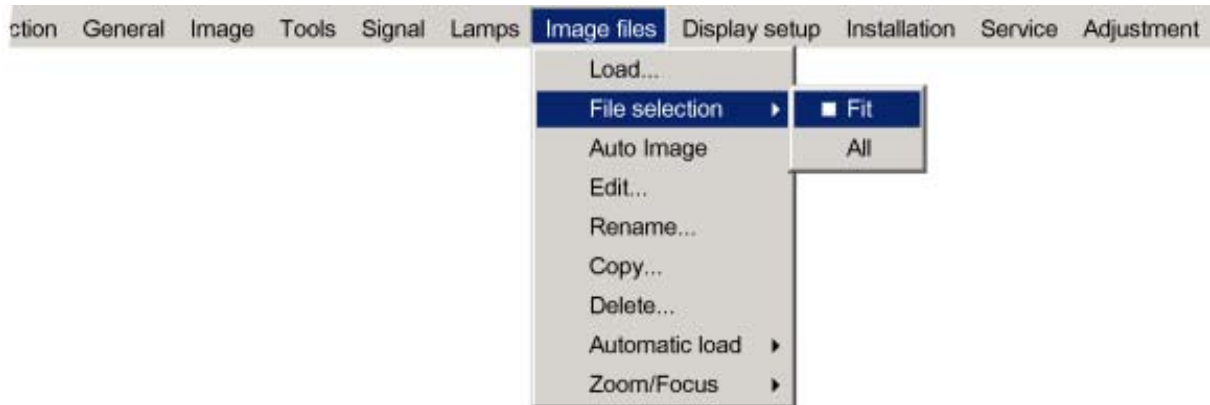 ction General Image Tools Signal Lamps Image files Display setup Installation Service Adjustment
Load...
File selection
Fit
Auto Image
All
Edit...
Rename...
Copy...
Delete...
Automatic load
Zoom/Focus